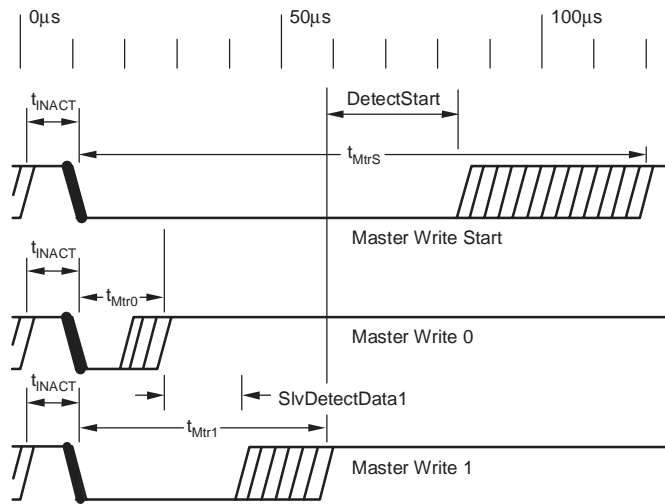 0μs 50μs 100μs
DetectStart
tINACT
tMtrS
Master Write Start
tINACT
tMtr0
Master Write 0
tINACT
SlvDetectData1
tMtr1
Master Write 1